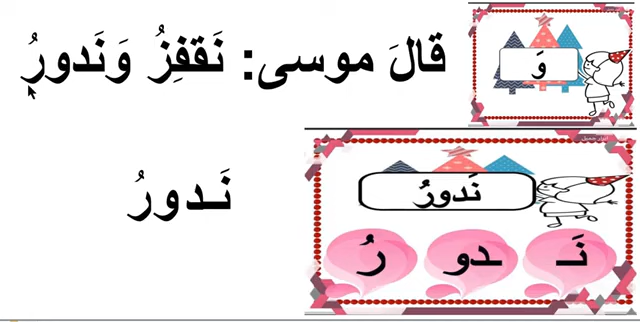 قالَ موسى: نَقفِزُ وَنَدورُ
وَ
نَـدورُ
نَدورُ
نَـ ـدو رُ